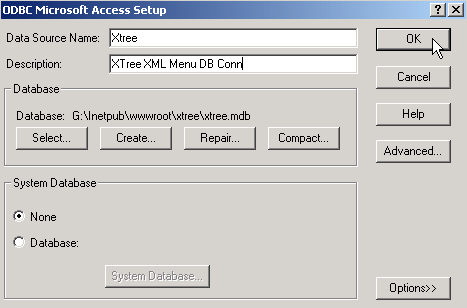 ODBC Microsoft Access Setup
Data Source Name: Xtree
Description: XTree XML Menu DB Conn
Database
Database: G:\Inetpub\wwwroot\xtree\xtree.mdb
Select... Create... Repair... Compact...
System Database
None
Database:
System Database...
OK
Cancel
Help
Advanced...
Options>>